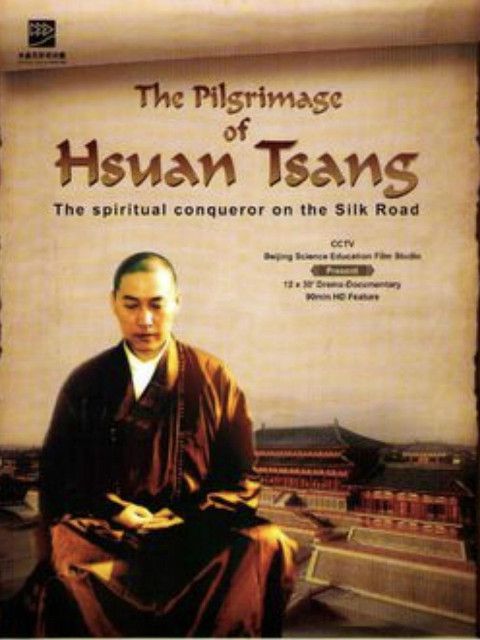 The Pilgrimage
of
Hsuan Tsang
The spiritual conqueror on the Silk Road
CCTV
Beijing Science Education Film Studio
Present
12 x 30' Drama-Documentary
90min HD Feature